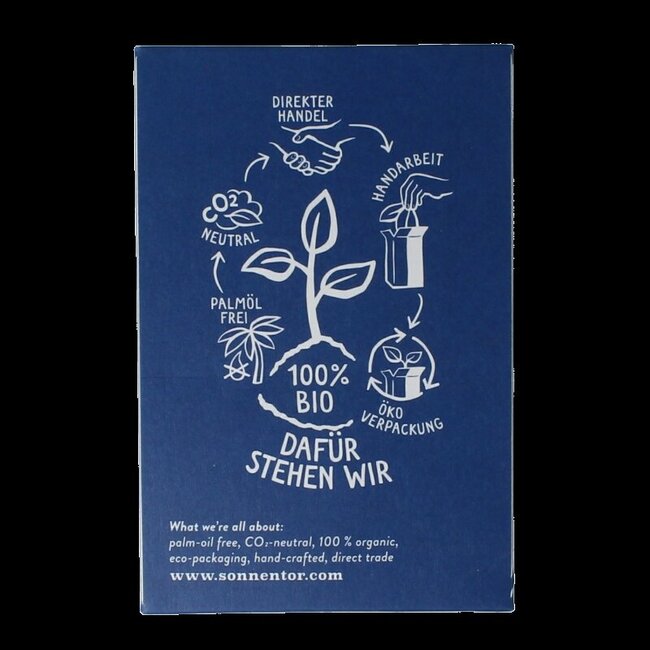 DIREKTER
HANDEL
HANDARBEIT
CO2
NEUTRAL
PALMÖL
FREI
100%
BIO
ÖKO
VERPACKUNG
DAFÜR
STEHEN WIR
What we're all about:
palm-oil free, CO₂-neutral, 100 % organic,
eco-packaging, hand-crafted, direct trade
www.sonnentor.com